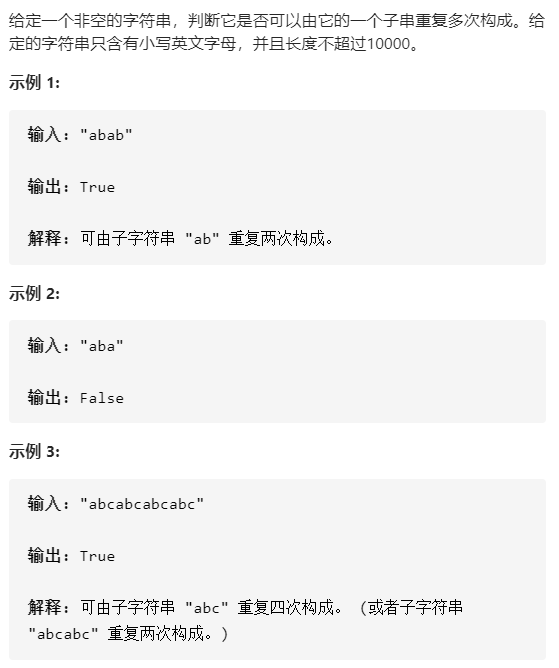 给定一个非空的字符串，判断它是否可以由它的一个子串重复多次构成。给
定的字符串只含有小写英文字母，并且长度不超过10000。
示例 1:
输入: "abab"
输出: True
解释: 可由子字符串 "ab" 重复两次构成。
示例 2:
输入: "aba"
输出: False
示例 3:
输入: "abcabcabcabc"
输出: True
解释: 可由子字符串 "abc" 重复四次构成。 (或者子字符串
"abcabc" 重复两次构成。)